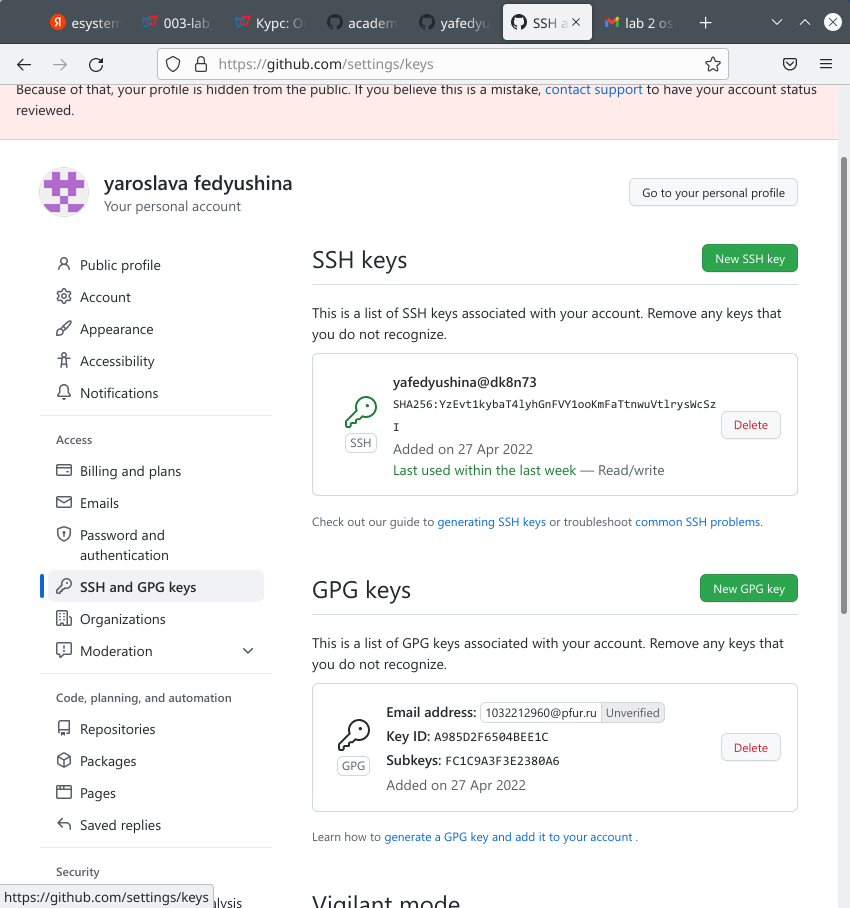 esystem
003-lab
Курс: О
academ
yafedyu
SSH a
lab 2 os
https://github.com/settings/keys
Because of that, your profile is hidden from the public. If you believe this is a mistake, contact support to have your account status
reviewed.
yaroslava fedyushina
Your personal account
Go to your personal profile
Public profile
Account
Appearance
Accessibility
Notifications
Access
Billing and plans
Emails
Password and
authentication
SSH and GPG keys
Organizations
Moderation
Code, planning, and automation
Repositories
Packages
Pages
Saved replies
Security
SSH keys
New SSH key
This is a list of SSH keys associated with your account. Remove any keys that
you do not recognize.
yafedyushina@dk8n73
SHA256:YzEvt1kybaT4lyhGnFVY1ooKmFaTtnwuVtlrysWcSz
I
SSH
Added on 27 Apr 2022
Last used within the last week — Read/write
Delete
Check out our guide to generating SSH keys or troubleshoot common SSH problems.
GPG keys
New GPG key
This is a list of GPG keys associated with your account. Remove any keys that
you do not recognize.
Email address: 1032212960@pfur.ru Unverified
Key ID: A985D2F6504BEE1C
Subkeys: FC1C9A3F3E2380A6
GPG
Added on 27 Apr 2022
Delete
Learn how to generate a GPG key and add it to your account .
Vigilant mode
https://github.com/settings/keys
alysis